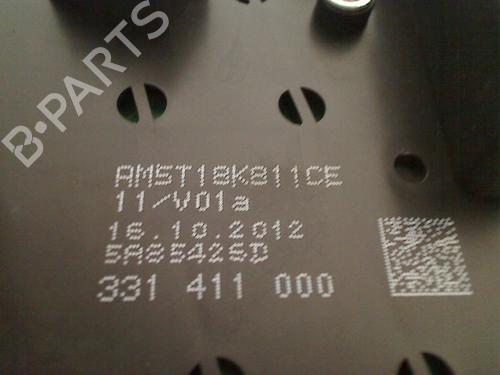 B-PARTS
AM5T18K811CE
11/V01a
16.10.2012
5A85426D
331 411 000